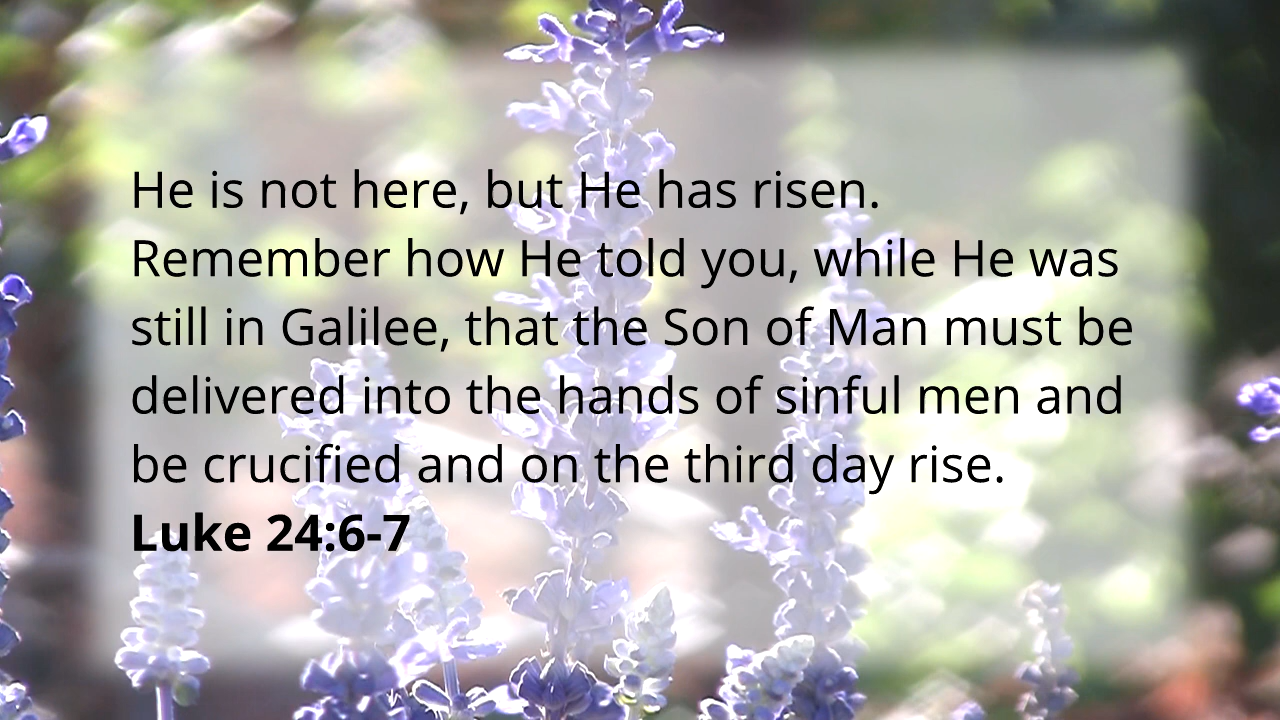 He is not here, but He has risen.
Remember how He told you, while He was
still in Galilee, that the Son of Man must be
delivered into the hands of sinful men and
be crucified and on the third day rise.
Luke 24:6-7